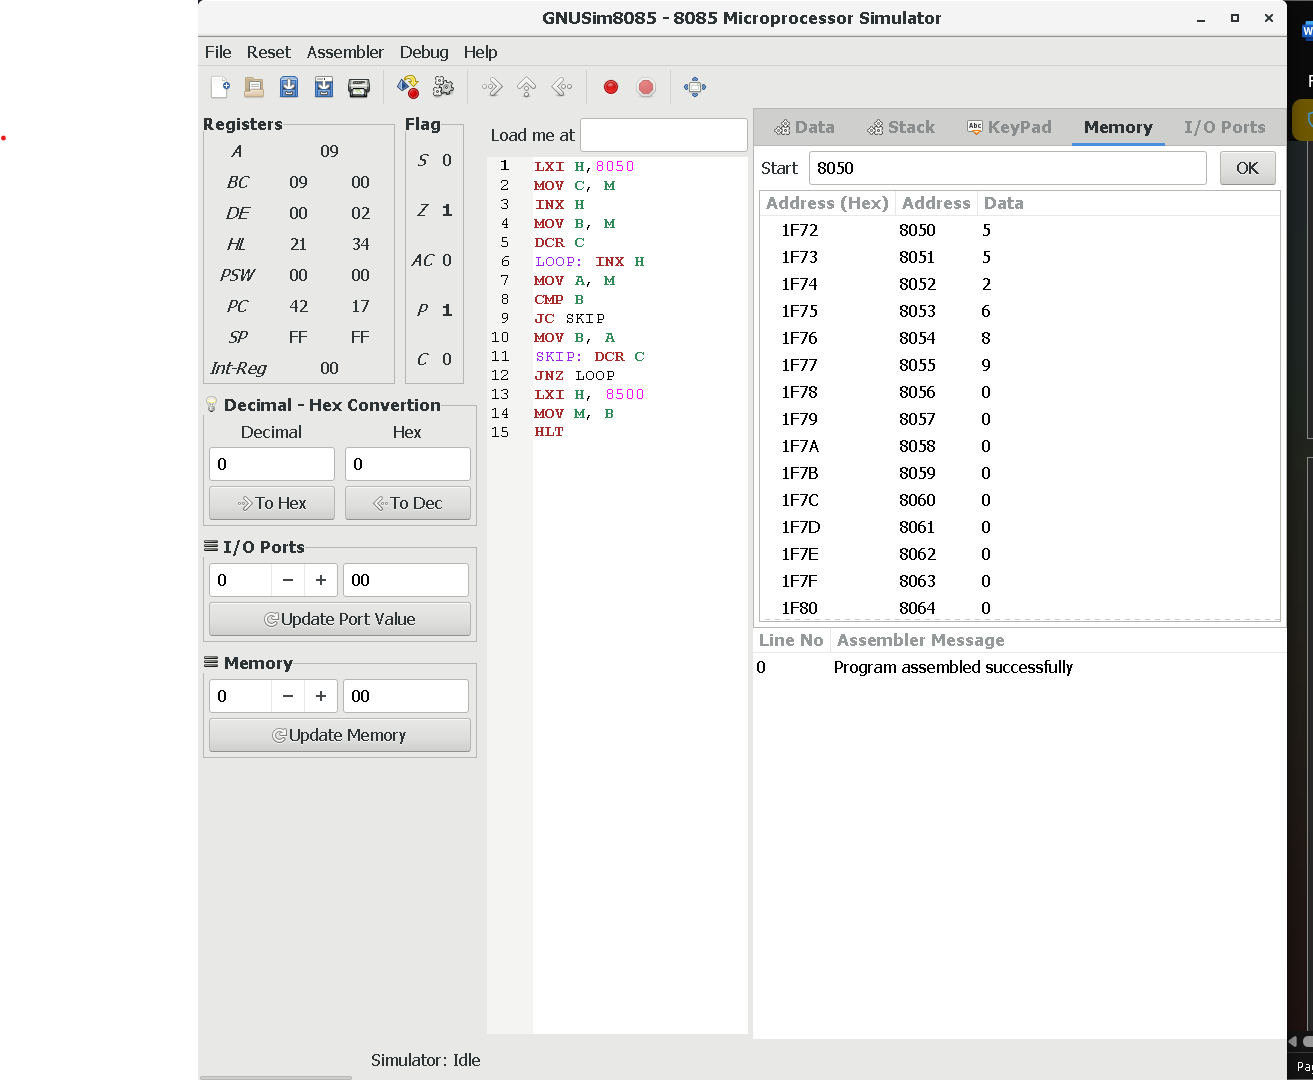 GNUSim8085 - 8085 Microprocessor Simulator
File Reset Assembler Debug Help
Registers
A 09
BC 09 00
DE 00 02
HL 21 34
PSW 00 00
PC 42 17
SP FF FF
Int-Reg 00
Flag
S 0
Z 1
AC 0
P 1
C 0
Decimal - Hex Convertion
Decimal Hex
0 0
To Hex To Dec
I/O Ports
0 − + 00
Update Port Value
Memory
0 − + 00
Update Memory
Load me at
1 LXI H,8050
2 MOV C, M
3 INX H
4 MOV B, M
5 DCR C
6 LOOP: INX H
7 MOV A, M
8 CMP B
9 JC SKIP
10 MOV B, A
11 SKIP: DCR C
12 JNZ LOOP
13 LXI H, 8500
14 MOV M, B
15 HLT
Data Stack Abc KeyPad Memory I/O Ports
Start 8050 OK
Address (Hex) Address Data
1F72 8050 5
1F73 8051 5
1F74 8052 2
1F75 8053 6
1F76 8054 8
1F77 8055 9
1F78 8056 0
1F79 8057 0
1F7A 8058 0
1F7B 8059 0
1F7C 8060 0
1F7D 8061 0
1F7E 8062 0
1F7F 8063 0
1F80 8064 0
Line No Assembler Message
0 Program assembled successfully
Simulator: Idle
W